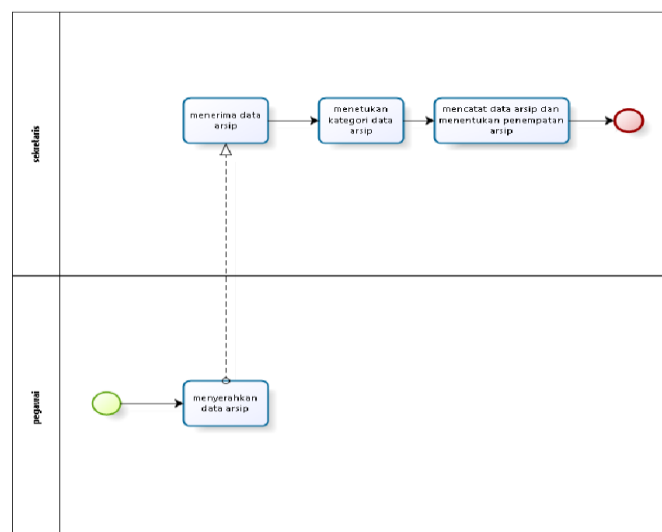 sekretaris
menerima data
arsip
menetukan
kategori data
arsip
mencatat data arsip dan
menentukan penempatan
arsip
pegawai
menyerahkan
data arsip